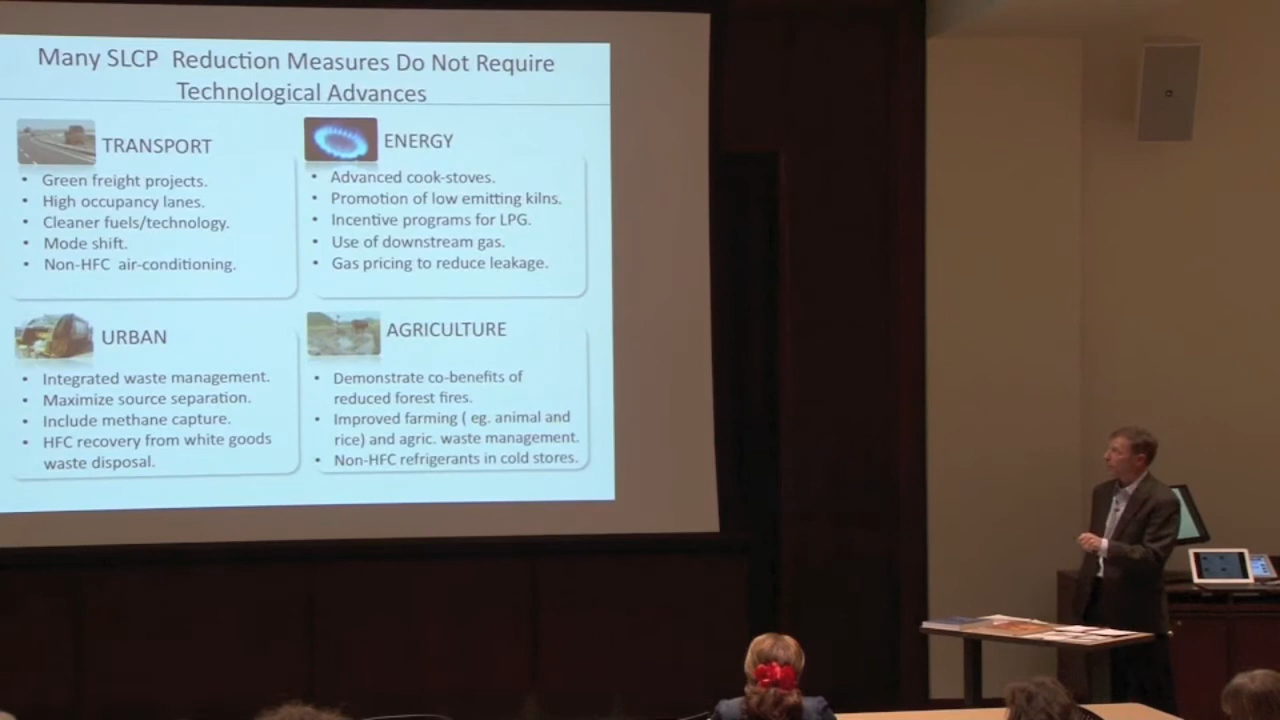 Many SLCP Reduction Measures Do Not Require
Technological Advances
TRANSPORT
• Green freight projects.
• High occupancy lanes.
• Cleaner fuels/technology.
• Mode shift.
• Non-HFC air-conditioning.
ENERGY
• Advanced cook-stoves.
• Promotion of low emitting kilns.
• Incentive programs for LPG.
• Use of downstream gas.
• Gas pricing to reduce leakage.
URBAN
• Integrated waste management.
• Maximize source separation.
• Include methane capture.
• HFC recovery from white goods
waste disposal.
AGRICULTURE
• Demonstrate co-benefits of
reduced forest fires.
• Improved farming ( eg. animal and
rice) and agric. waste management.
• Non-HFC refrigerants in cold stores.